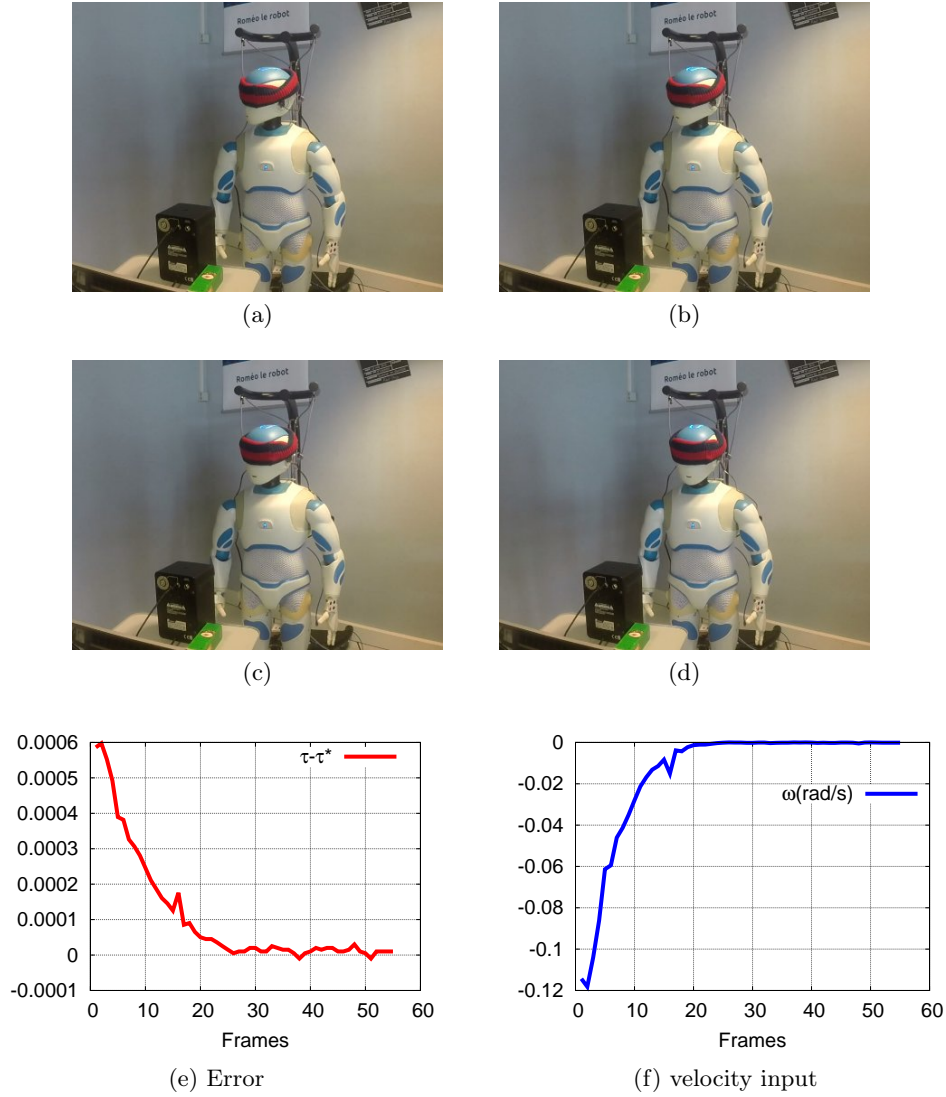 Roméo le robot
Roméo le robot
(a)
(b)
Roméo le robot
Roméo le robot
(c)
(d)
0.0006
0.0005
0.0004
0.0003
0.0002
0.0001
0
-0.0001
0
10
20
30
40
50
60
τ-τ*
Frames
0
-0.02
-0.04
-0.06
-0.08
-0.1
-0.12
0
10
20
30
40
50
60
ω(rad/s)
Frames
(e) Error
(f) velocity input